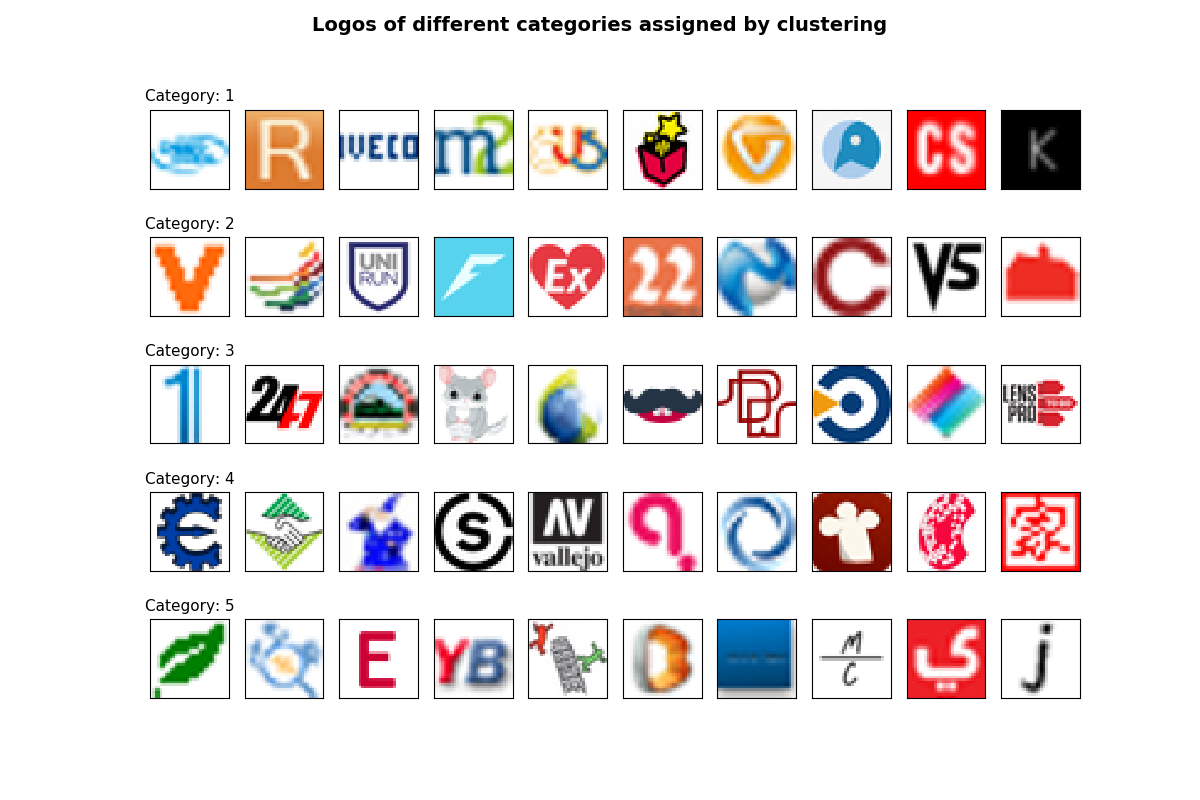 Logos of different categories assigned by clustering
Category: 1
R
IVECO
m2
CS
K
Category: 2
V
UNI
RUN
F
Ex
22
C
VS
Category: 3
1
24
7
LENS
PRO
Category: 4
S
AV
vallejo
家
Category: 5
E
YB
M
C
ي
j